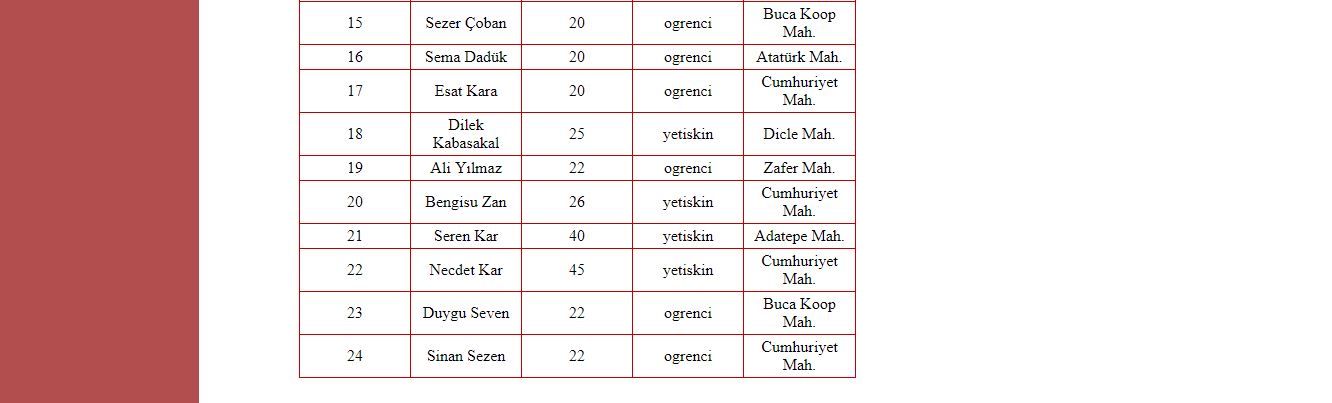 15 Sezer Çoban 20 ogrenci Buca Koop
Mah.
16 Sema Dadük 20 ogrenci Atatürk Mah.
17 Esat Kara 20 ogrenci Cumhuriyet
Mah.
18 Dilek
Kabasakal 25 yetiskin Dicle Mah.
19 Ali Yılmaz 22 ogrenci Zafer Mah.
20 Bengisu Zan 26 yetiskin Cumhuriyet
Mah.
21 Seren Kar 40 yetiskin Adatepe Mah.
22 Necdet Kar 45 yetiskin Cumhuriyet
Mah.
23 Duygu Seven 22 ogrenci Buca Koop
Mah.
24 Sinan Sezen 22 ogrenci Cumhuriyet
Mah.